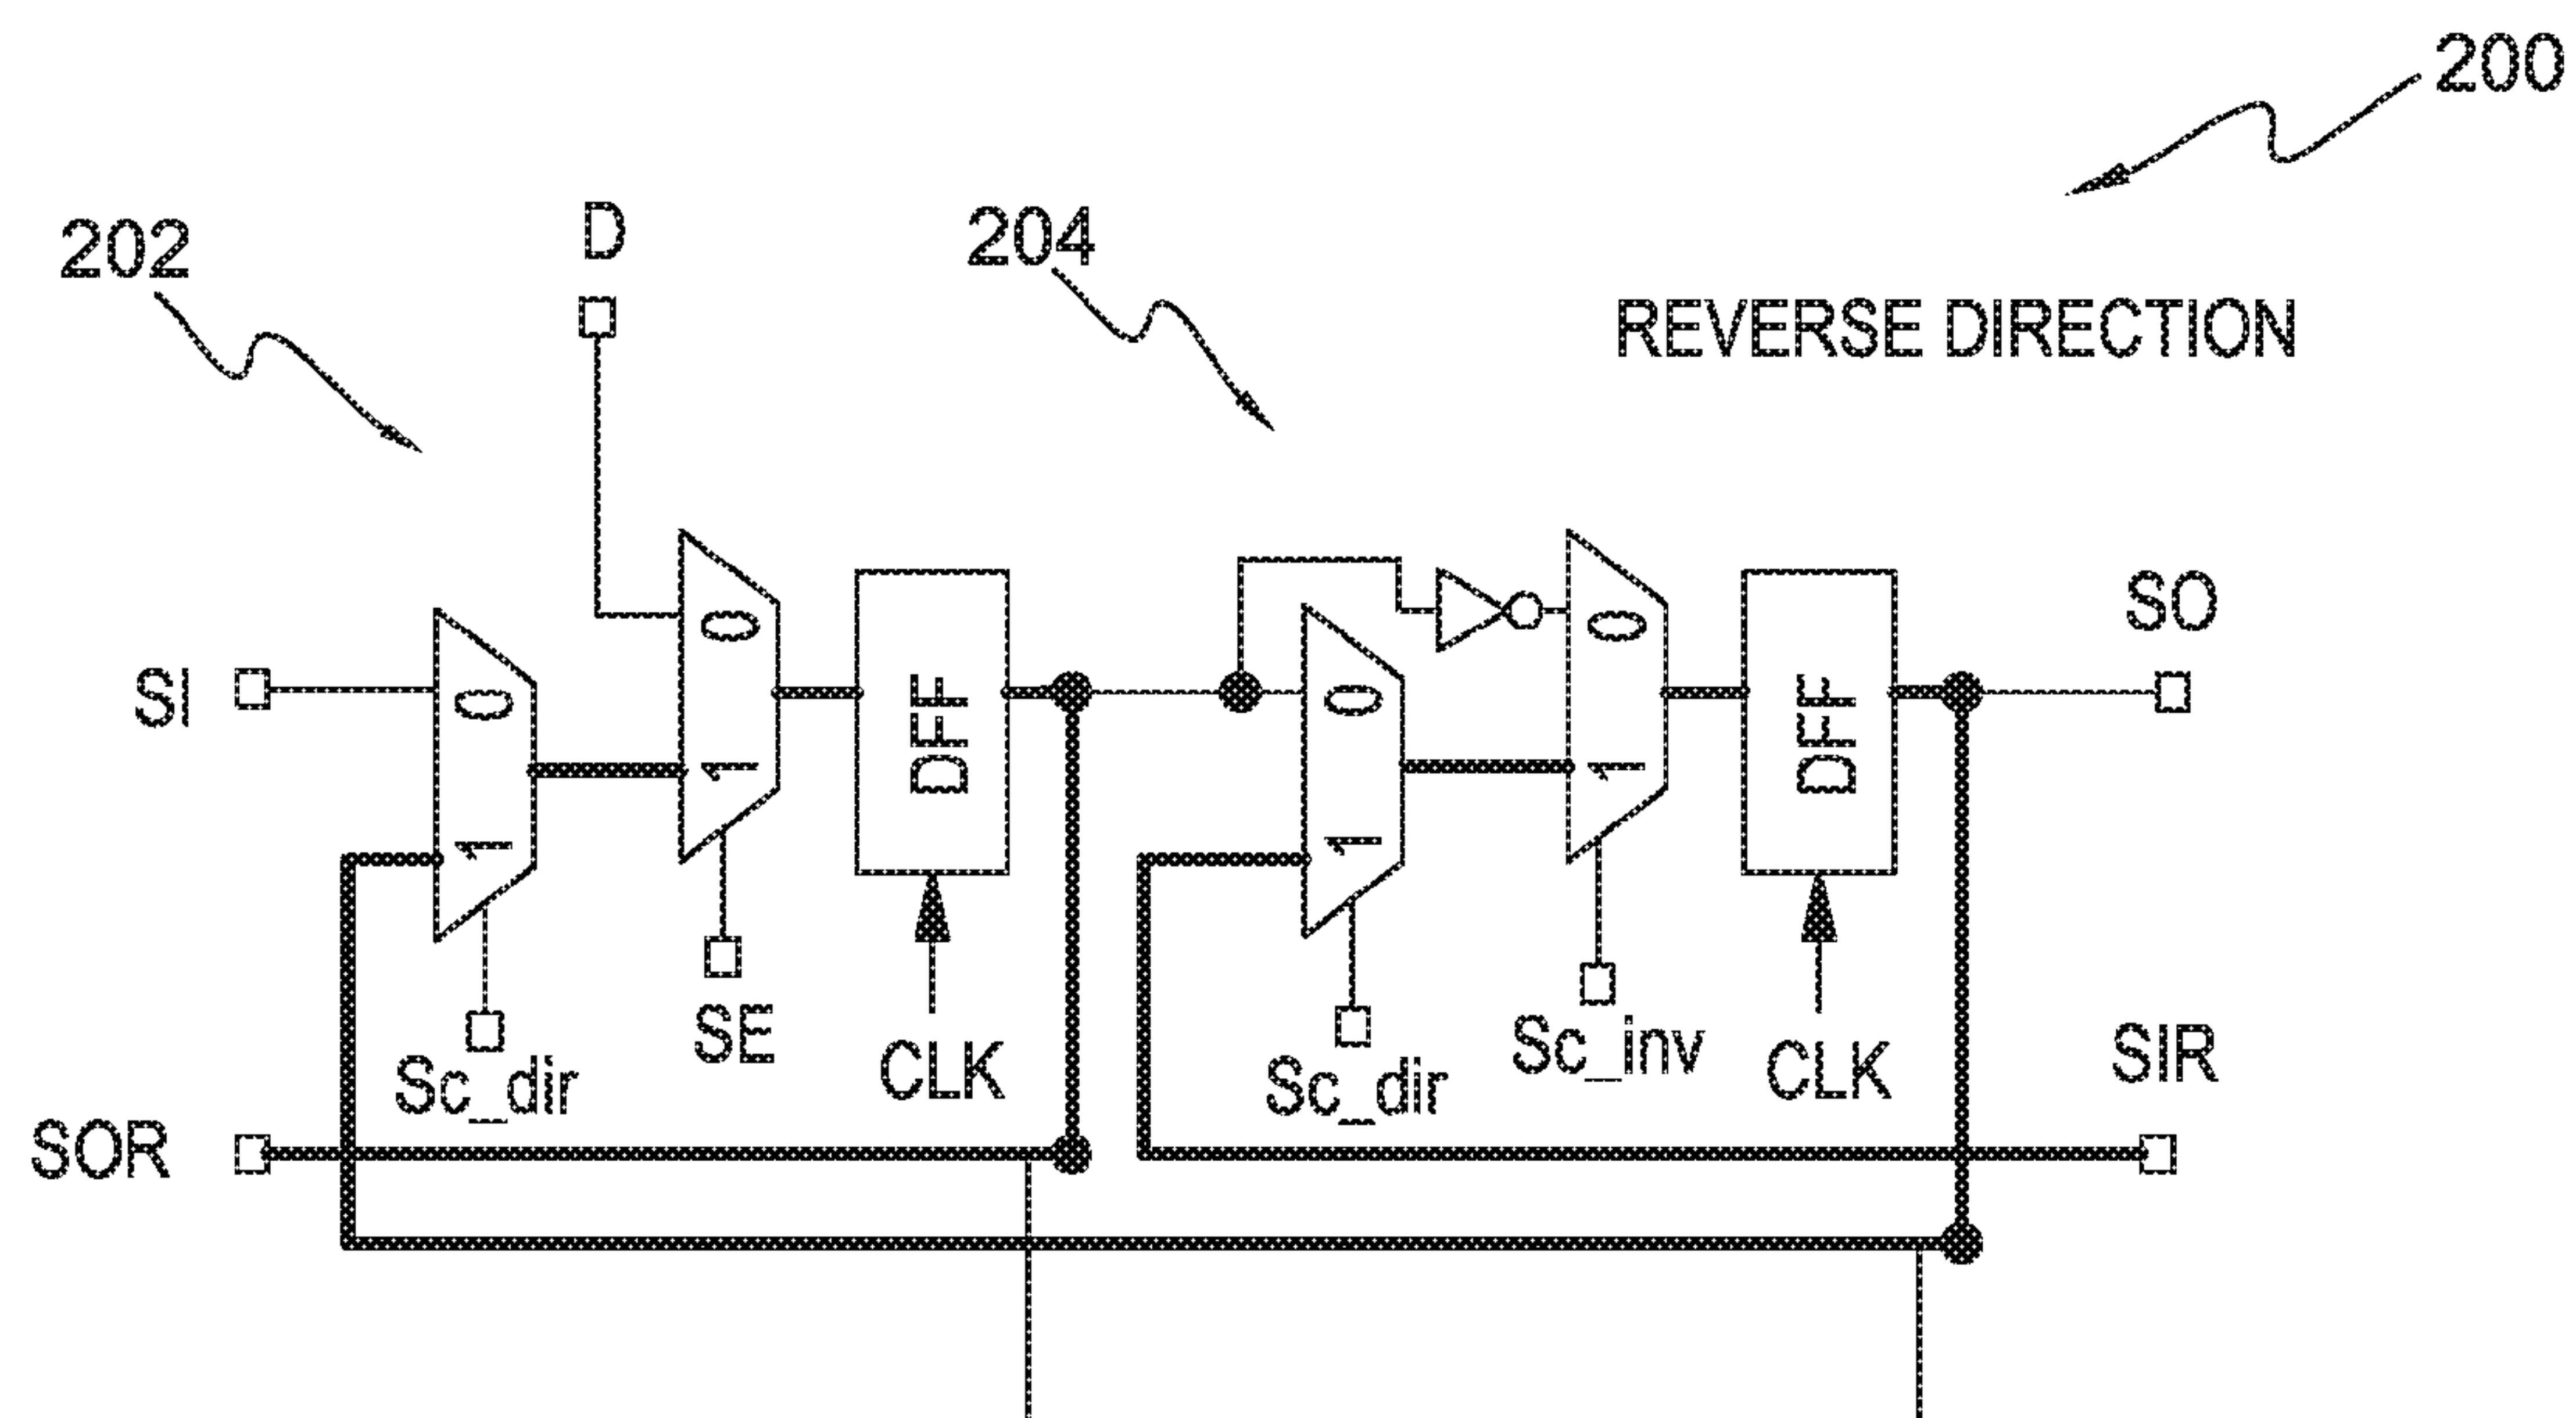 200
202
D
204
REVERSE DIRECTION
SI
0
1
0
1
DFF
0
1
0
1
DFF
SO
Sc_dir
SE
CLK
Sc_dir
Sc_inv
CLK
SIR
SOR